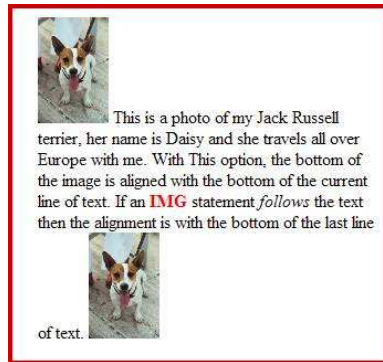 This is a photo of my Jack Russell
terrier, her name is Daisy and she travels all over
Europe with me. With This option, the bottom of
the image is aligned with the bottom of the current
line of text. If an IMG statement follows the text
then the alignment is with the bottom of the last line
of text.